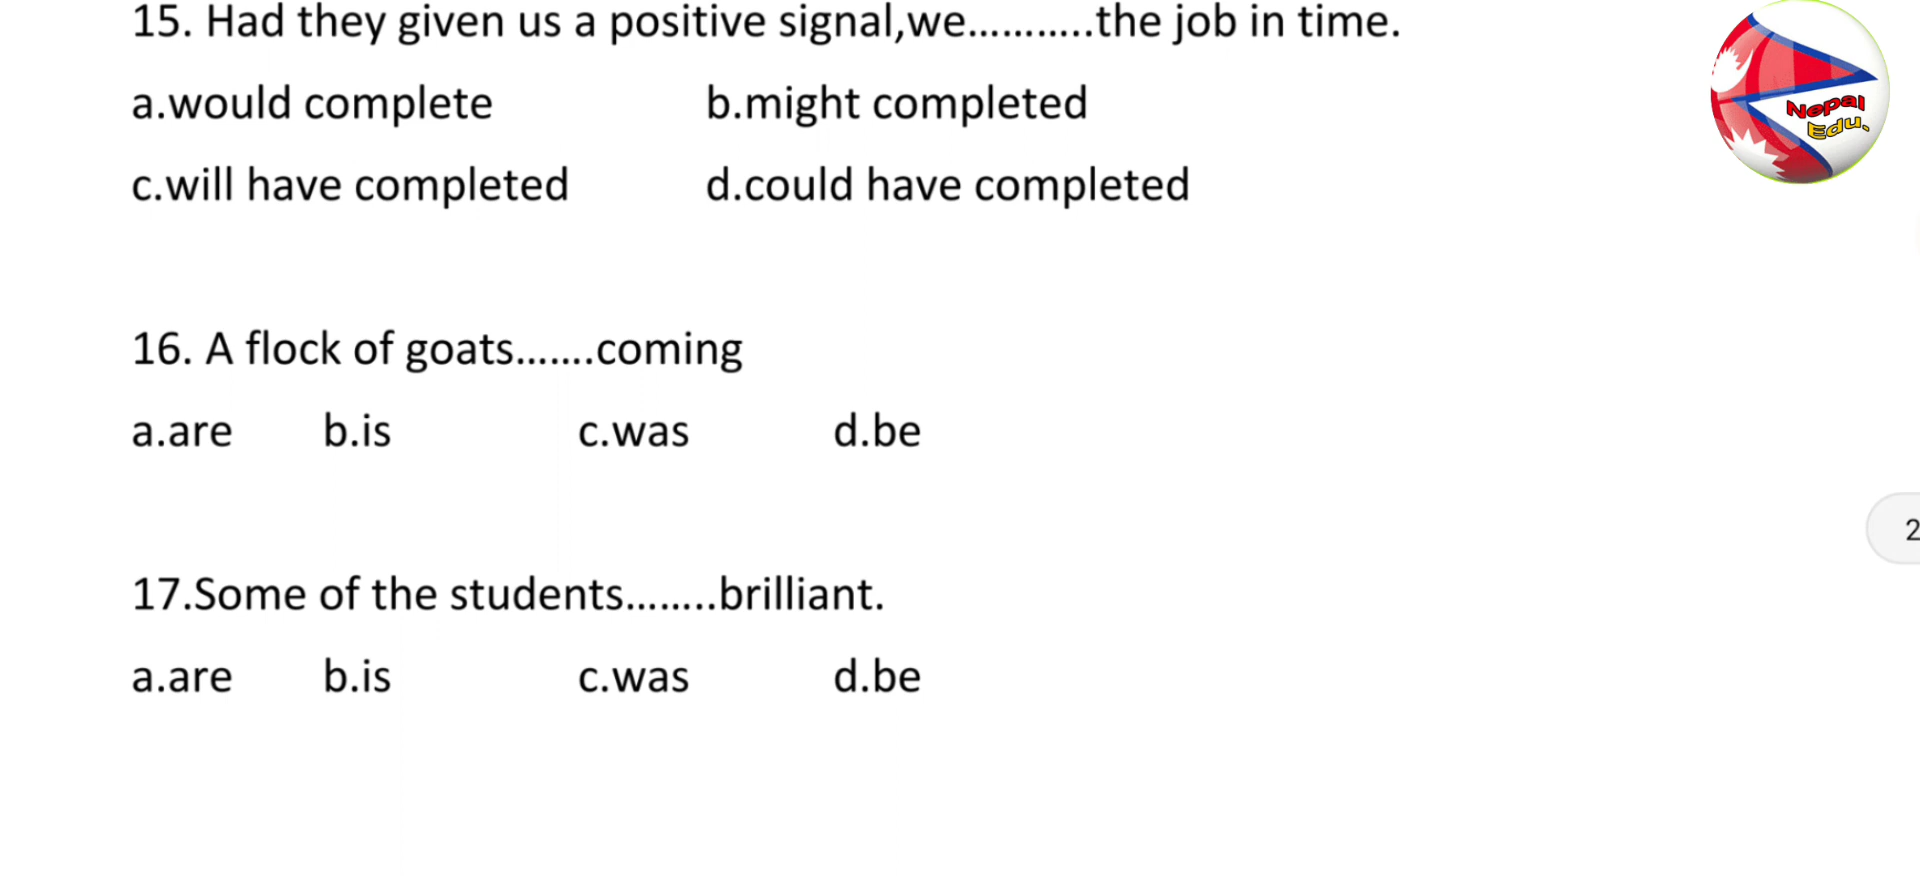 15. Had they given us a positive signal,we...........the job in time.
a.would complete b.might completed
c.will have completed d.could have completed
16. A flock of goats.......coming
a.are b.is c.was d.be
17.Some of the students........brilliant.
a.are b.is c.was d.be
Nepal
Edu.
2